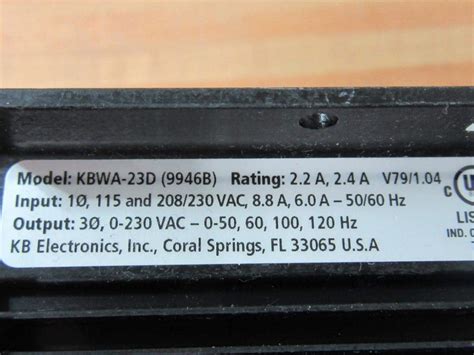 Model: KBWA-23D (9946B) Rating: 2.2 A, 2.4 A V79/1.04
Input: 1Ø, 115 and 208/230 VAC, 8.8 A, 6.0 A – 50/60 Hz
Output: 3Ø, 0-230 VAC – 0-50, 60, 100, 120 Hz
KB Electronics, Inc., Coral Springs, FL 33065 U.S.A
C U
LIS
IND. C